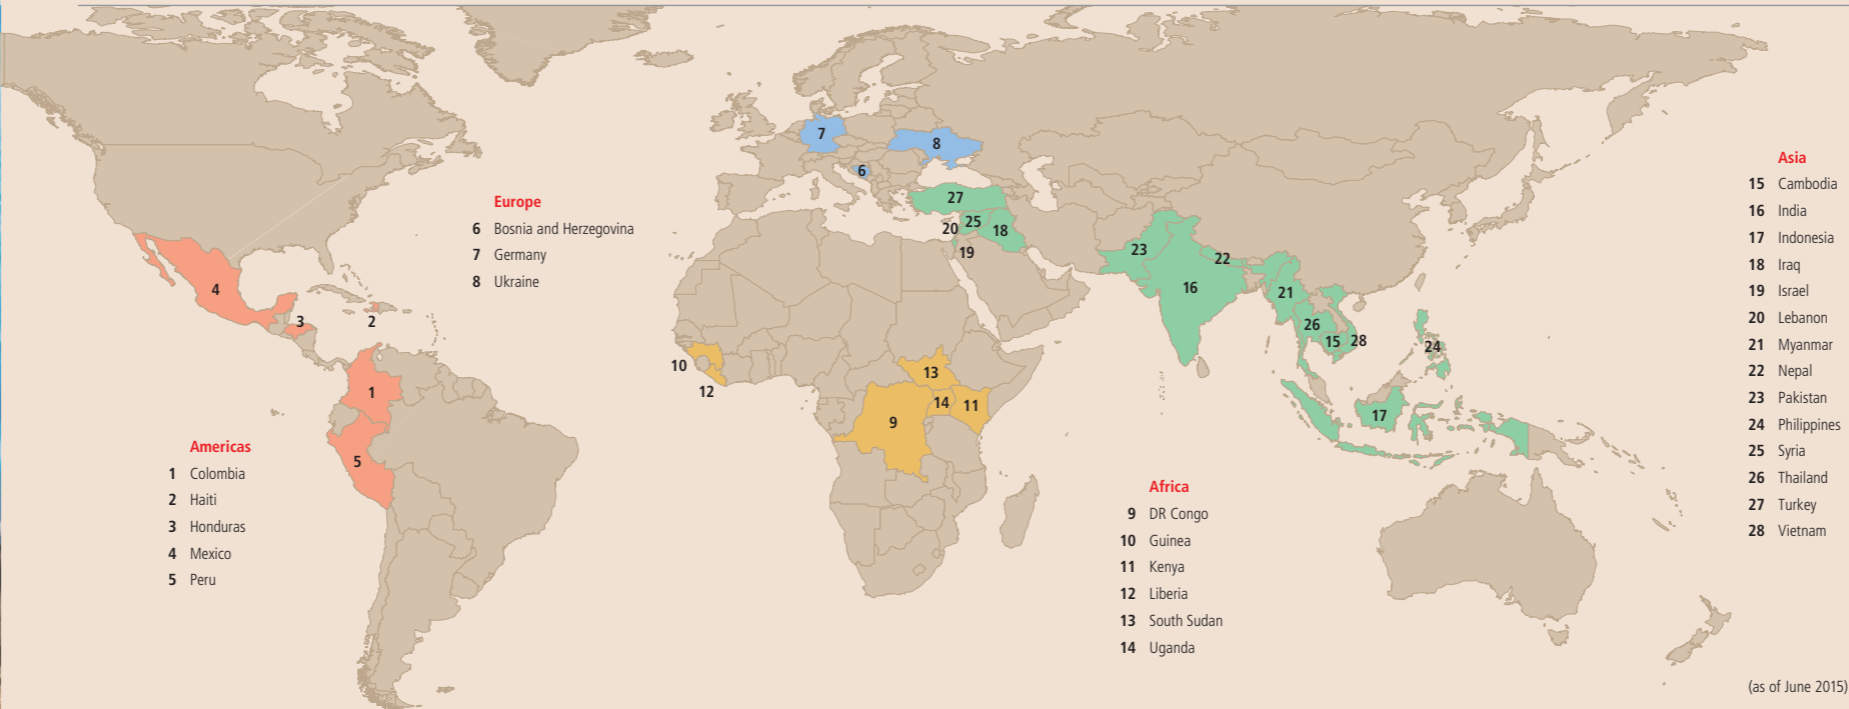 Americas
1 Colombia
2 Haiti
3 Honduras
4 Mexico
5 Peru
Europe
6 Bosnia and Herzegovina
7 Germany
8 Ukraine
Africa
9 DR Congo
10 Guinea
11 Kenya
12 Liberia
13 South Sudan
14 Uganda
Asia
15 Cambodia
16 India
17 Indonesia
18 Iraq
19 Israel
20 Lebanon
21 Myanmar
22 Nepal
23 Pakistan
24 Philippines
25 Syria
26 Thailand
27 Turkey
28 Vietnam
(as of June 2015)
7
8
6
27
20
25
18
19
23
22
16
21
26
15
28
24
17
4
3
2
1
5
10
12
13
14
11
9